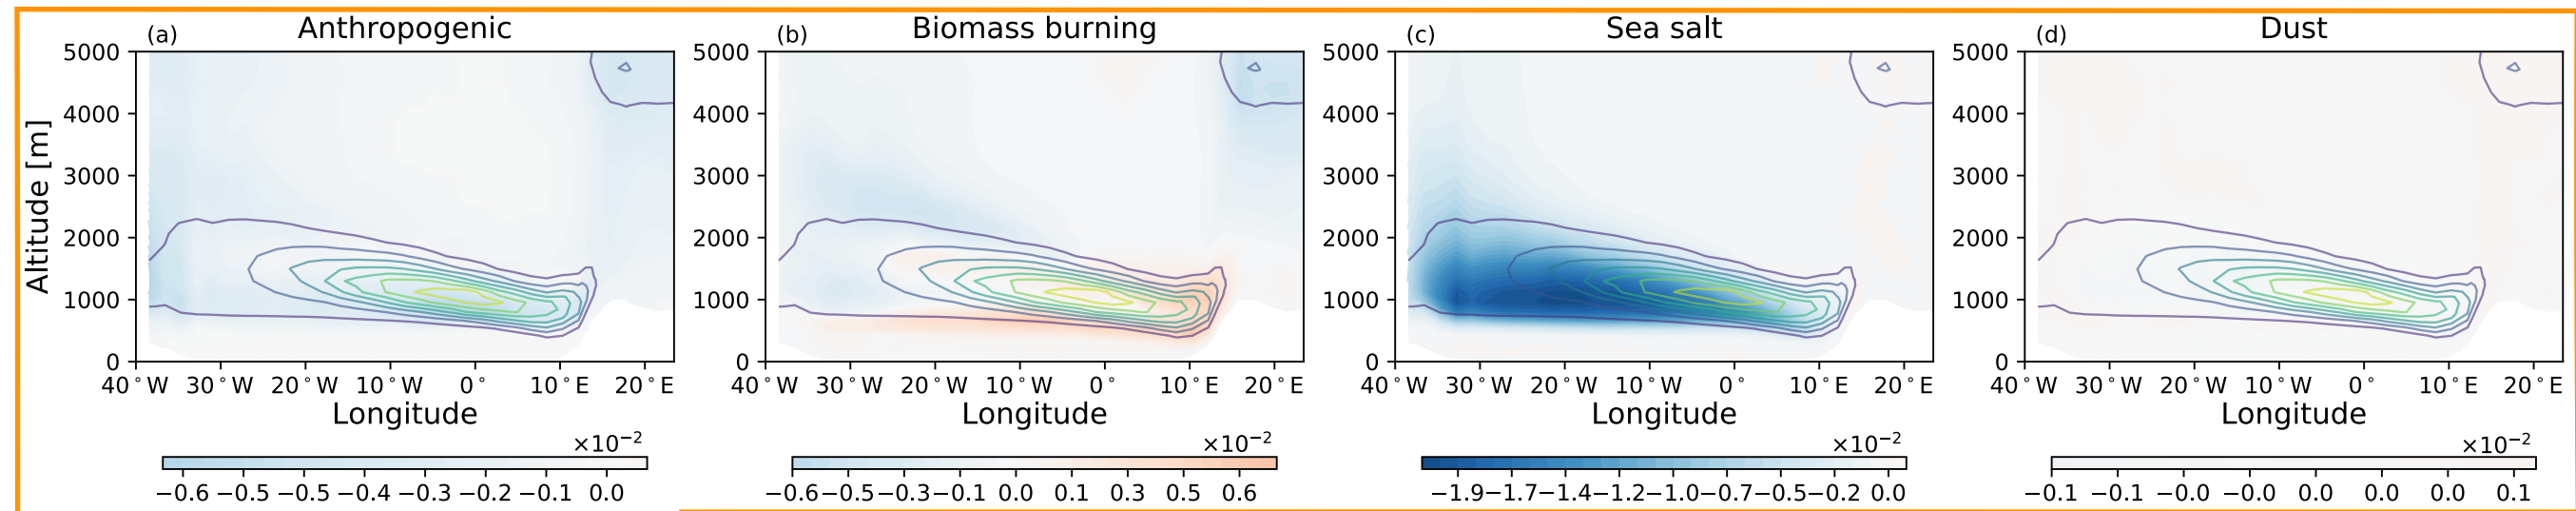 (a) Anthropogenic
(b) Biomass burning
(c) Sea salt
(d) Dust
Altitude [m]
5000
4000
3000
2000
1000
0
5000
4000
3000
2000
1000
0
5000
4000
3000
2000
1000
0
5000
4000
3000
2000
1000
0
40°W 30°W 20°W 10°W 0° 10°E 20°E
40°W 30°W 20°W 10°W 0° 10°E 20°E
40°W 30°W 20°W 10°W 0° 10°E 20°E
40°W 30°W 20°W 10°W 0° 10°E 20°E
Longitude
Longitude
Longitude
Longitude
×10⁻²
×10⁻²
×10⁻²
×10⁻²
−0.6 −0.5 −0.5 −0.4 −0.3 −0.2 −0.1 0.0
−0.6 −0.5 −0.3 −0.1 0.0 0.1 0.3 0.5 0.6
−1.9 −1.7 −1.4 −1.2 −1.0 −0.7 −0.5 −0.2 0.0
−0.1 −0.1 −0.0 −0.0 0.0 0.0 0.0 0.1